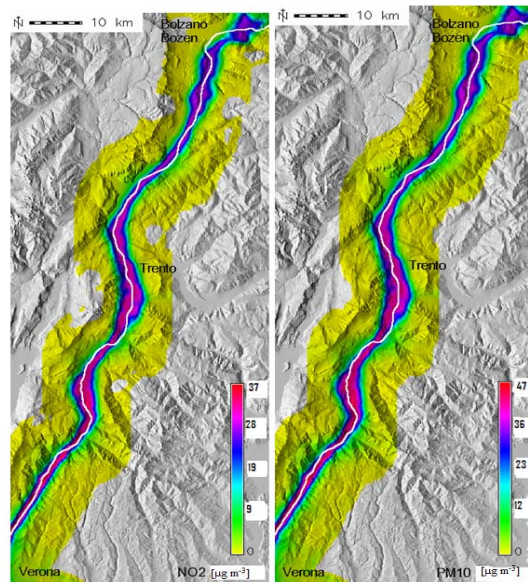 N 10 km
Bolzano
Bozen
Trento
37
28
19
9
0
Verona
NO2 [µg m-3]
N 10 km
Bolzano
Bozen
Trento
47
36
23
12
0
Verona
PM10 [µg m-3]